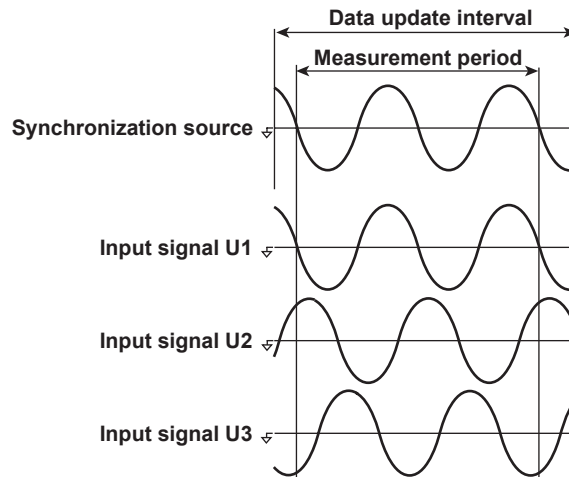 Data update interval
Measurement period
Synchronization source
Input signal U1
Input signal U2
Input signal U3